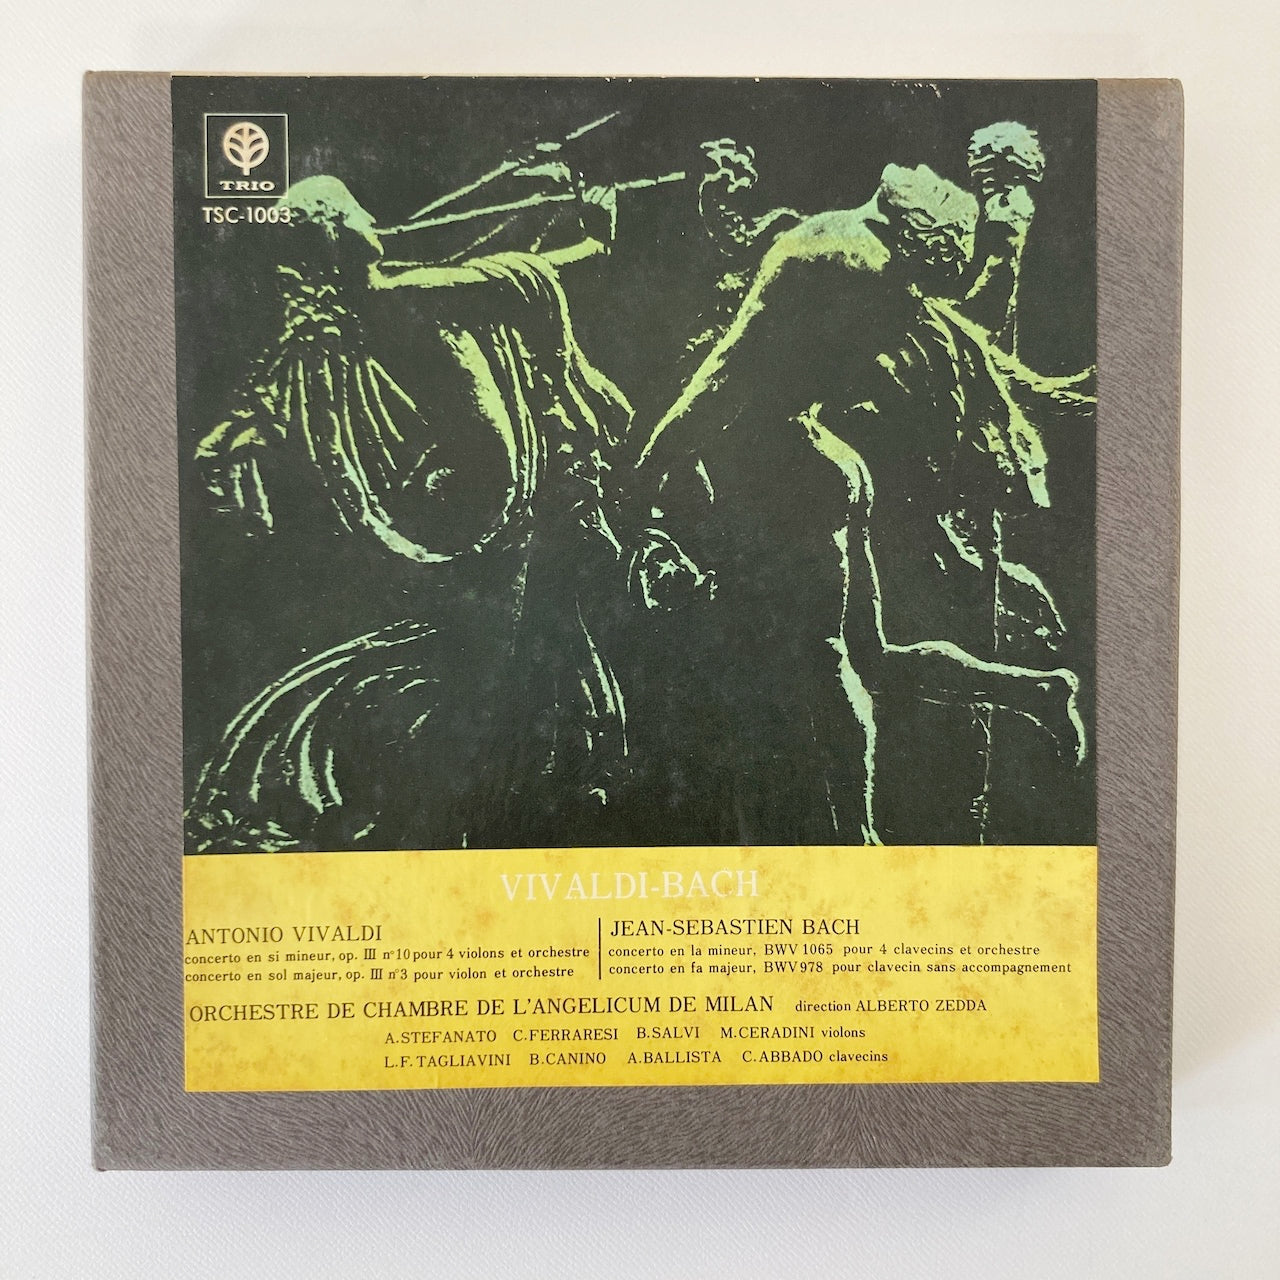 TRIO
TSC-1003
VIVALDI-BACH
ANTONIO VIVALDI
concerto en si mineur, op. III n°10 pour 4 violons et orchestre
concerto en sol majeur, op. III n°3 pour violon et orchestre
JEAN-SEBASTIEN BACH
concerto en la mineur, BWV 1065 pour 4 clavecins et orchestre
concerto en fa majeur, BWV 978 pour clavecin sans accompagnement
ORCHESTRE DE CHAMBRE DE L'ANGELICUM DE MILAN direction ALBERTO ZEDDA
A.STEFANATO C.FERRARESI B.SALVI M.CERADINI violons
L.F.TAGLIAVINI B.CANINO A.BALLISTA C.ABBADO clavecins